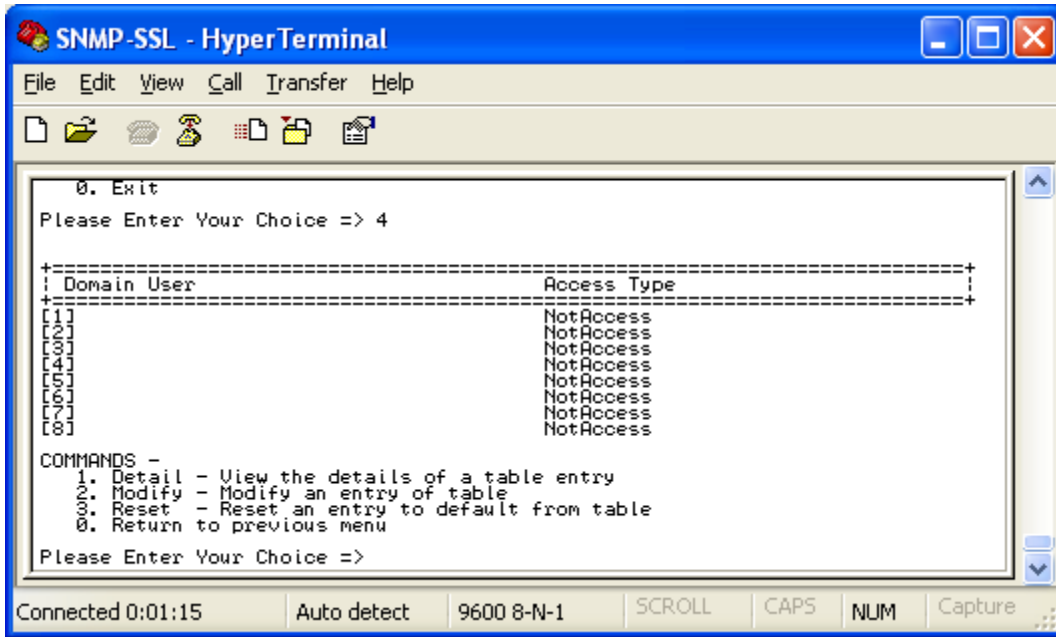 SNMP-SSL - HyperTerminal
File Edit View Call Transfer Help
0. Exit
Please Enter Your Choice => 4
+==========================================================================+
¦ Domain User Access Type ¦
+==========================================================================+
[1] NotAccess
[2] NotAccess
[3] NotAccess
[4] NotAccess
[5] NotAccess
[6] NotAccess
[7] NotAccess
[8] NotAccess
COMMANDS -
1. Detail - View the details of a table entry
2. Modify - Modify an entry of table
3. Reset - Reset an entry to default from table
0. Return to previous menu
Please Enter Your Choice =>
Connected 0:01:15 Auto detect 9600 8-N-1 SCROLL CAPS NUM Capture